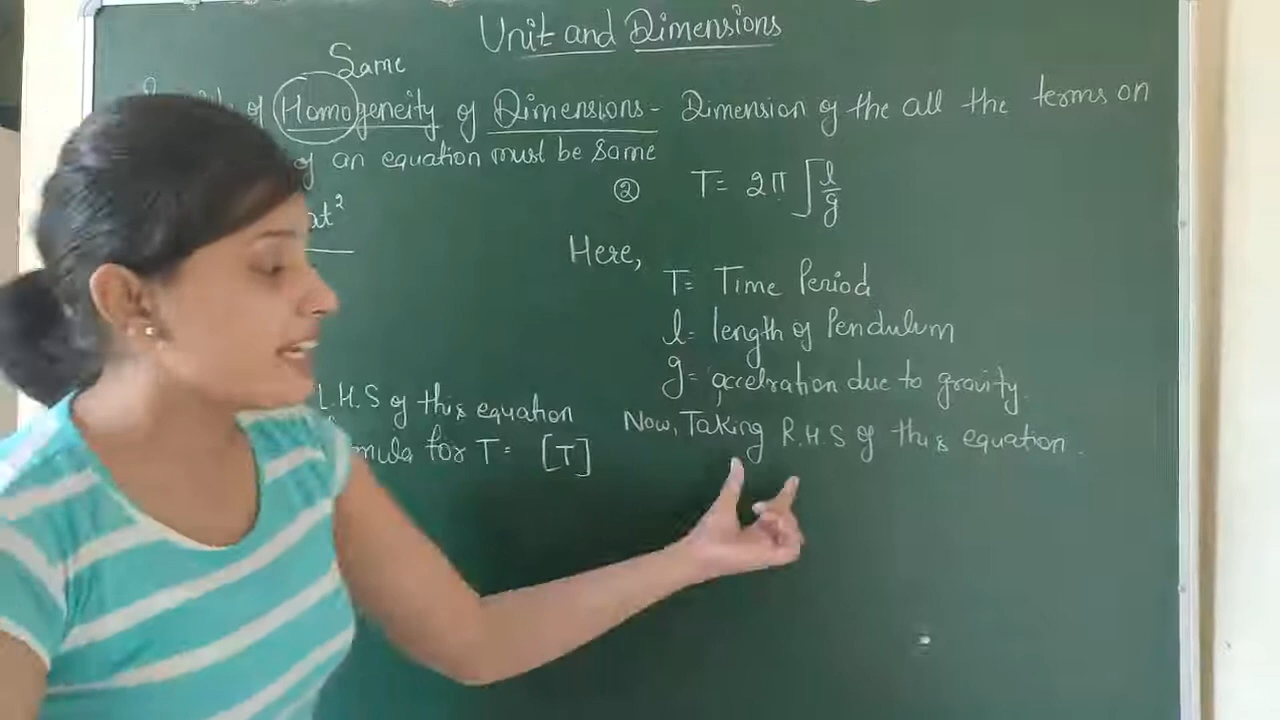 Unit and Dimensions
Same
of Homogeneity of Dimensions - Dimension of the all the terms on
of an equation must be same
at²
② T= 2π √l/g
Here,
T= Time Period
l= length of Pendulum
g= accelration due to gravity.
L.H.S of this equation
for T= [T]
Now, Taking R.H.S of this equation.